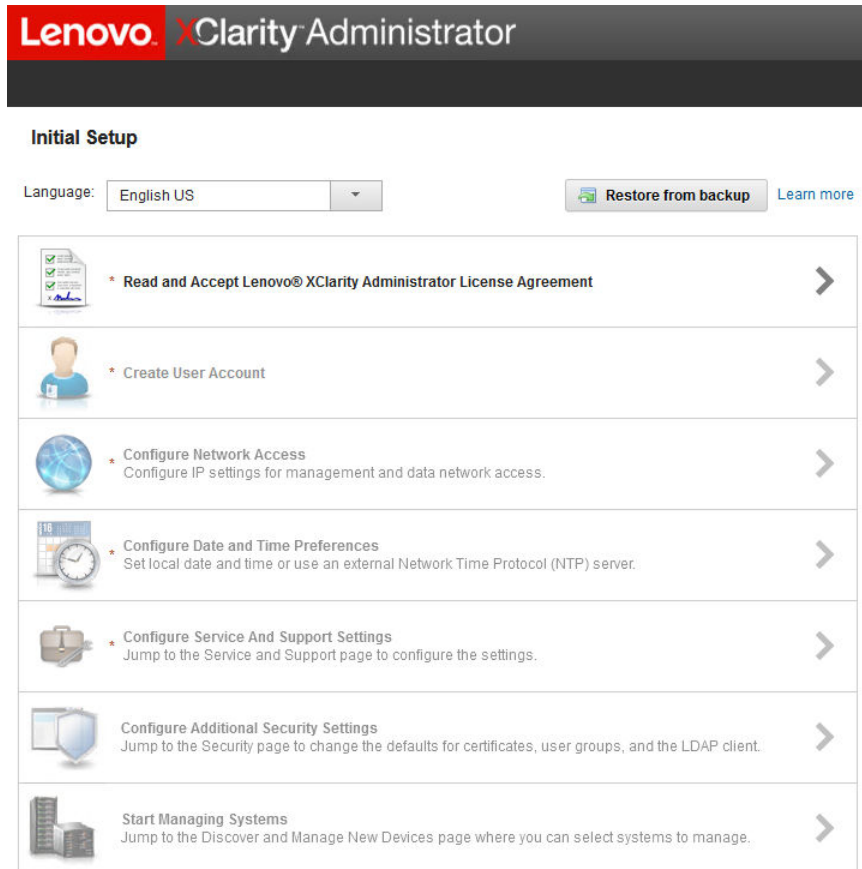 Lenovo. XClarity Administrator
Initial Setup
Language: English US Restore from backup Learn more
* Read and Accept Lenovo® XClarity Administrator License Agreement
* Create User Account
* Configure Network Access
Configure IP settings for management and data network access.
* Configure Date and Time Preferences
Set local date and time or use an external Network Time Protocol (NTP) server.
* Configure Service And Support Settings
Jump to the Service and Support page to configure the settings.
Configure Additional Security Settings
Jump to the Security page to change the defaults for certificates, user groups, and the LDAP client.
Start Managing Systems
Jump to the Discover and Manage New Devices page where you can select systems to manage.